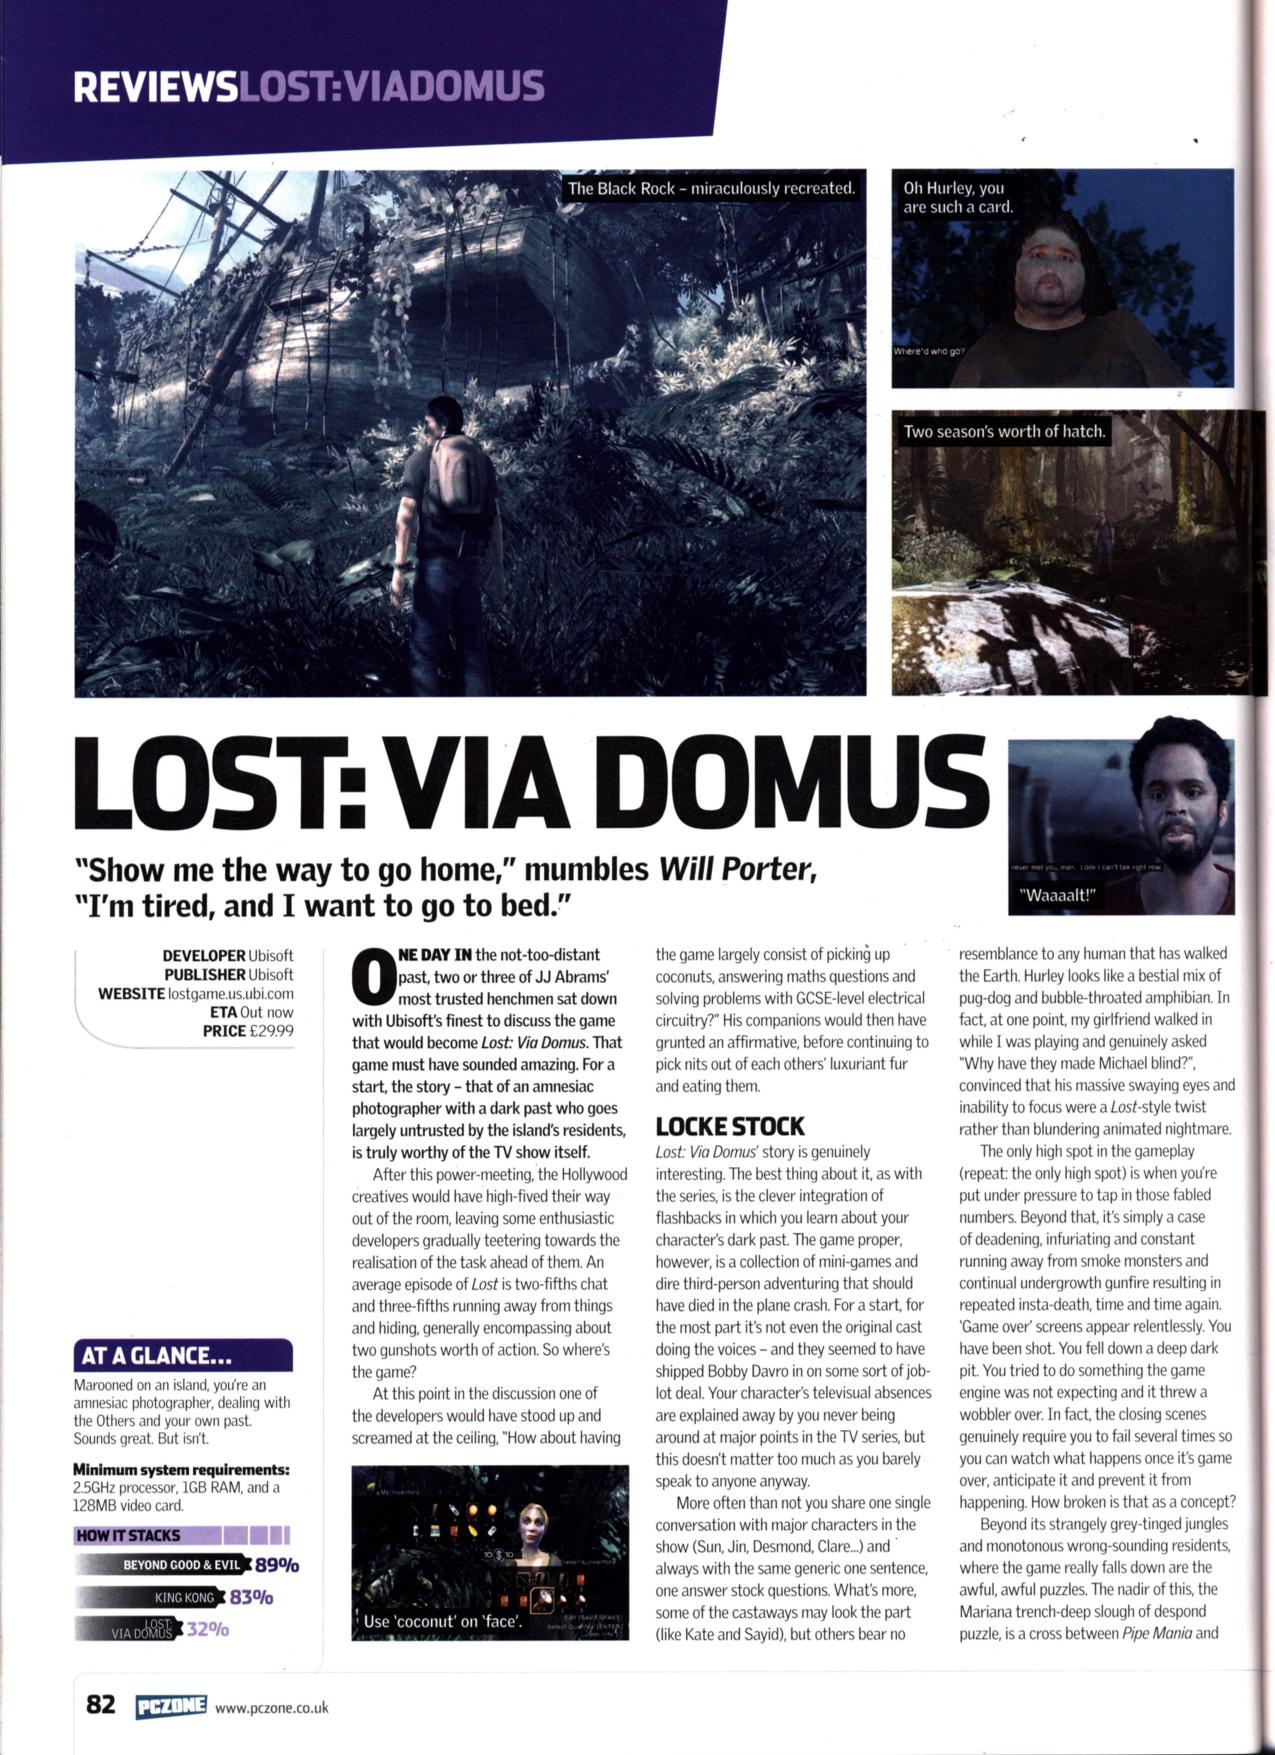 REVIEWSLOST:VIADOMUS
The Black Rock – miraculously recreated.
Oh Hurley, you
are such a card.
Where'd who go?
Two season's worth of hatch.
LOST: VIA DOMUS
never met you, man. Look I can't talk right now.
"Waaaalt!"
"Show me the way to go home," mumbles Will Porter,
"I'm tired, and I want to go to bed."
DEVELOPER Ubisoft
PUBLISHER Ubisoft
WEBSITE lostgame.us.ubi.com
ETA Out now
PRICE £29.99
AT A GLANCE...
Marooned on an island, you're an
amnesiac photographer, dealing with
the Others and your own past.
Sounds great. But isn't.
Minimum system requirements:
2.5GHz processor, 1GB RAM, and a
128MB video card.
HOW IT STACKS
BEYOND GOOD & EVIL 89%
KING KONG 83%
LOST:
VIA DOMUS 32%
ONE DAY IN the not-too-distant
past, two or three of JJ Abrams'
most trusted henchmen sat down
with Ubisoft's finest to discuss the game
that would become Lost: Via Domus. That
game must have sounded amazing. For a
start, the story – that of an amnesiac
photographer with a dark past who goes
largely untrusted by the island's residents,
is truly worthy of the TV show itself.
After this power-meeting, the Hollywood
creatives would have high-fived their way
out of the room, leaving some enthusiastic
developers gradually teetering towards the
realisation of the task ahead of them. An
average episode of Lost is two-fifths chat
and three-fifths running away from things
and hiding, generally encompassing about
two gunshots worth of action. So where's
the game?
At this point in the discussion one of
the developers would have stood up and
screamed at the ceiling, "How about having
My Inventory
Use 'coconut' on 'face'.
the game largely consist of picking up
coconuts, answering maths questions and
solving problems with GCSE-level electrical
circuitry?" His companions would then have
grunted an affirmative, before continuing to
pick nits out of each others' luxuriant fur
and eating them.
LOCKE STOCK
Lost: Via Domus' story is genuinely
interesting. The best thing about it, as with
the series, is the clever integration of
flashbacks in which you learn about your
character's dark past. The game proper,
however, is a collection of mini-games and
dire third-person adventuring that should
have died in the plane crash. For a start, for
the most part it's not even the original cast
doing the voices – and they seemed to have
shipped Bobby Davro in on some sort of job-
lot deal. Your character's televisual absences
are explained away by you never being
around at major points in the TV series, but
this doesn't matter too much as you barely
speak to anyone anyway.
More often than not you share one single
conversation with major characters in the
show (Sun, Jin, Desmond, Clare...) and
always with the same generic one sentence,
one answer stock questions. What's more,
some of the castaways may look the part
(like Kate and Sayid), but others bear no
resemblance to any human that has walked
the Earth. Hurley looks like a bestial mix of
pug-dog and bubble-throated amphibian. In
fact, at one point, my girlfriend walked in
while I was playing and genuinely asked
"Why have they made Michael blind?",
convinced that his massive swaying eyes and
inability to focus were a Lost-style twist
rather than blundering animated nightmare.
The only high spot in the gameplay
(repeat: the only high spot) is when you're
put under pressure to tap in those fabled
numbers. Beyond that, it's simply a case
of deadening, infuriating and constant
running away from smoke monsters and
continual undergrowth gunfire resulting in
repeated insta-death, time and time again.
'Game over' screens appear relentlessly. You
have been shot. You fell down a deep dark
pit. You tried to do something the game
engine was not expecting and it threw a
wobbler over. In fact, the closing scenes
genuinely require you to fail several times so
you can watch what happens once it's game
over, anticipate it and prevent it from
happening. How broken is that as a concept?
Beyond its strangely grey-tinged jungles
and monotonous wrong-sounding residents,
where the game really falls down are the
awful, awful puzzles. The nadir of this, the
Mariana trench-deep slough of despond
puzzle, is a cross between Pipe Mania and
82 PCZONE www.pczone.co.uk